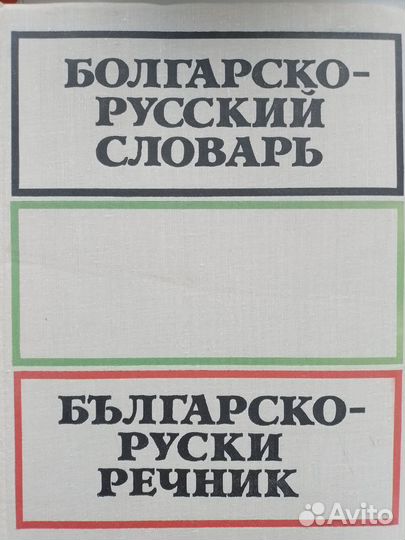 БОЛГАРСКО-
РУССКИЙ
СЛОВАРЬ
БЪЛГАРСКО-
РУСКИ
РЕЧНИК
Avito